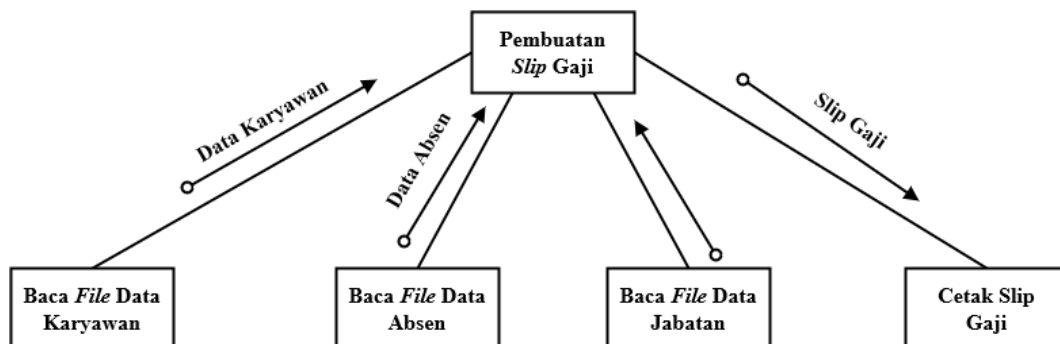 Pembuatan
Slip Gaji
Data Karyawan
Data Absen
Slip Gaji
Baca File Data
Karyawan
Baca File Data
Absen
Baca File Data
Jabatan
Cetak Slip
Gaji